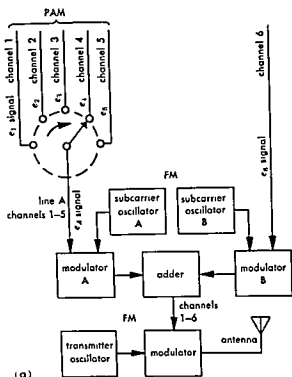 PAM
channel 1
channel 2
channel 3
channel 4
channel 5
channel 6
e₁ signal
e₂
e₃
e₄
e₅
e₆ signal
line A
channels 1–5
eA signal
FM
subcarrier
oscillator
A
subcarrier
oscillator
B
modulator
A
adder
modulator
B
FM
channels
1–6
antenna
transmitter
oscillator
modulator
(a)